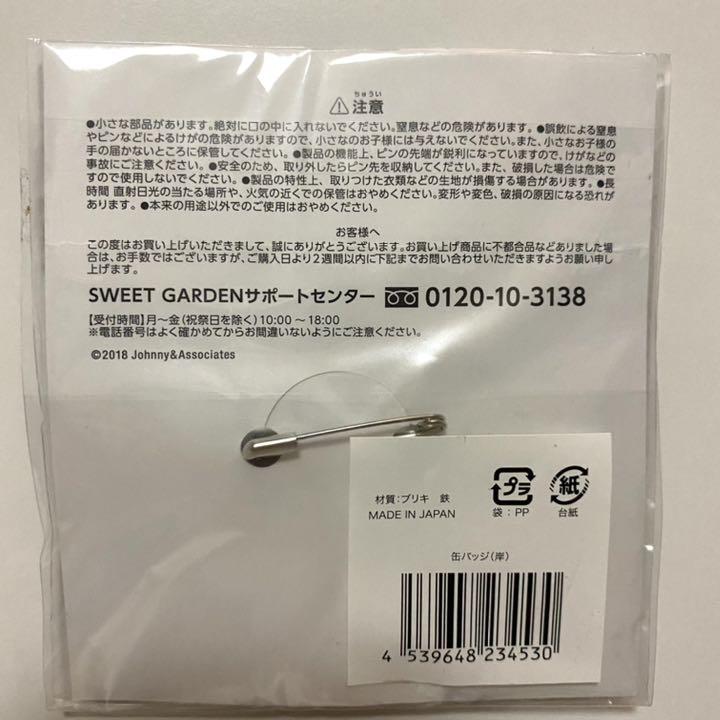 ちゅうい
⚠注意
●小さな部品があります。絶対に口の中に入れないでください。窒息などの危険があります。●誤飲による窒息
やピンなどによるけがの危険がありますので、小さなお子様には与えないでください。また、小さなお子様の
手の届かないところに保管してください。●製品の機能上、ピンの先端が鋭利になっていますので、けがなどの
事故にご注意ください。●安全のため、取り外したらピン先を収納してください。また、破損した場合は危険で
すので使用しないでください。●製品の特性上、取りつけた衣類などの生地が損傷する場合があります。●長
時間 直射日光の当たる場所や、火気の近くでの保管はおやめください。変形や変色、破損の原因になる恐れが
あります。●本来の用途以外でのご使用はおやめください。
お客様へ
この度はお買い上げいただきまして、誠にありがとうございます。お買い上げ商品に不都合品などありました場
合は、お手数ではございますが、ご購入日より2週間以内に下記までお問い合わせいただきますようお願い申し
上げます。
SWEET GARDENサポートセンター 0120-10-3138
【受付時間】月〜金(祝祭日を除く)10:00〜18:00
※電話番号はよく確かめてからお間違いないようにご注意ください。
©2018 Johnny&Associates
材質:ブリキ 鉄
MADE IN JAPAN
プラ
袋:PP
紙
台紙
缶バッジ(岸)
4 539648 234530